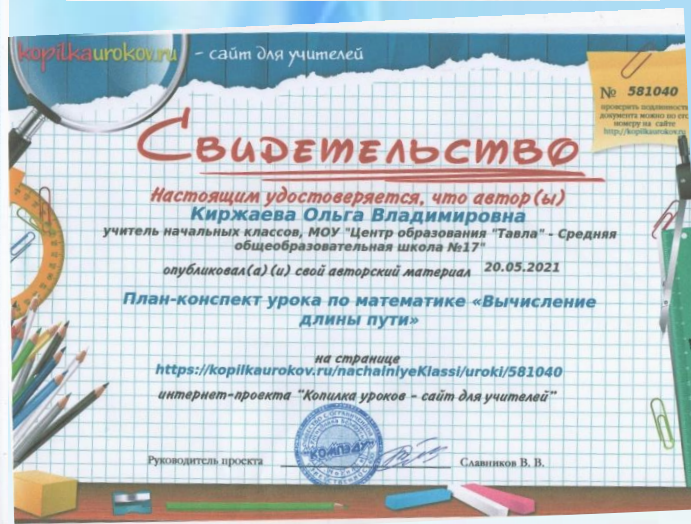 kopilkaurokov.ru - сайт для учителей
№ 581040
проверить подлинность
документа можно по его
номеру на сайте
http://kopilkaurokov.ru
Свидетельство
Настоящим удостоверяется, что автор(ы)
Киржаева Ольга Владимировна
учитель начальных классов, МОУ "Центр образования "Тавла" - Средняя
общеобразовательная школа №17"
опубликовал(а)(и) свой авторский материал 20.05.2021
План-конспект урока по математике «Вычисление
длины пути»
на странице
https://kopilkaurokov.ru/nachalniyeKlassi/uroki/581040
интернет-проекта "Копилка уроков - сайт для учителей"
"КОМПЭДУ"
Руководитель проекта Славников В. В.